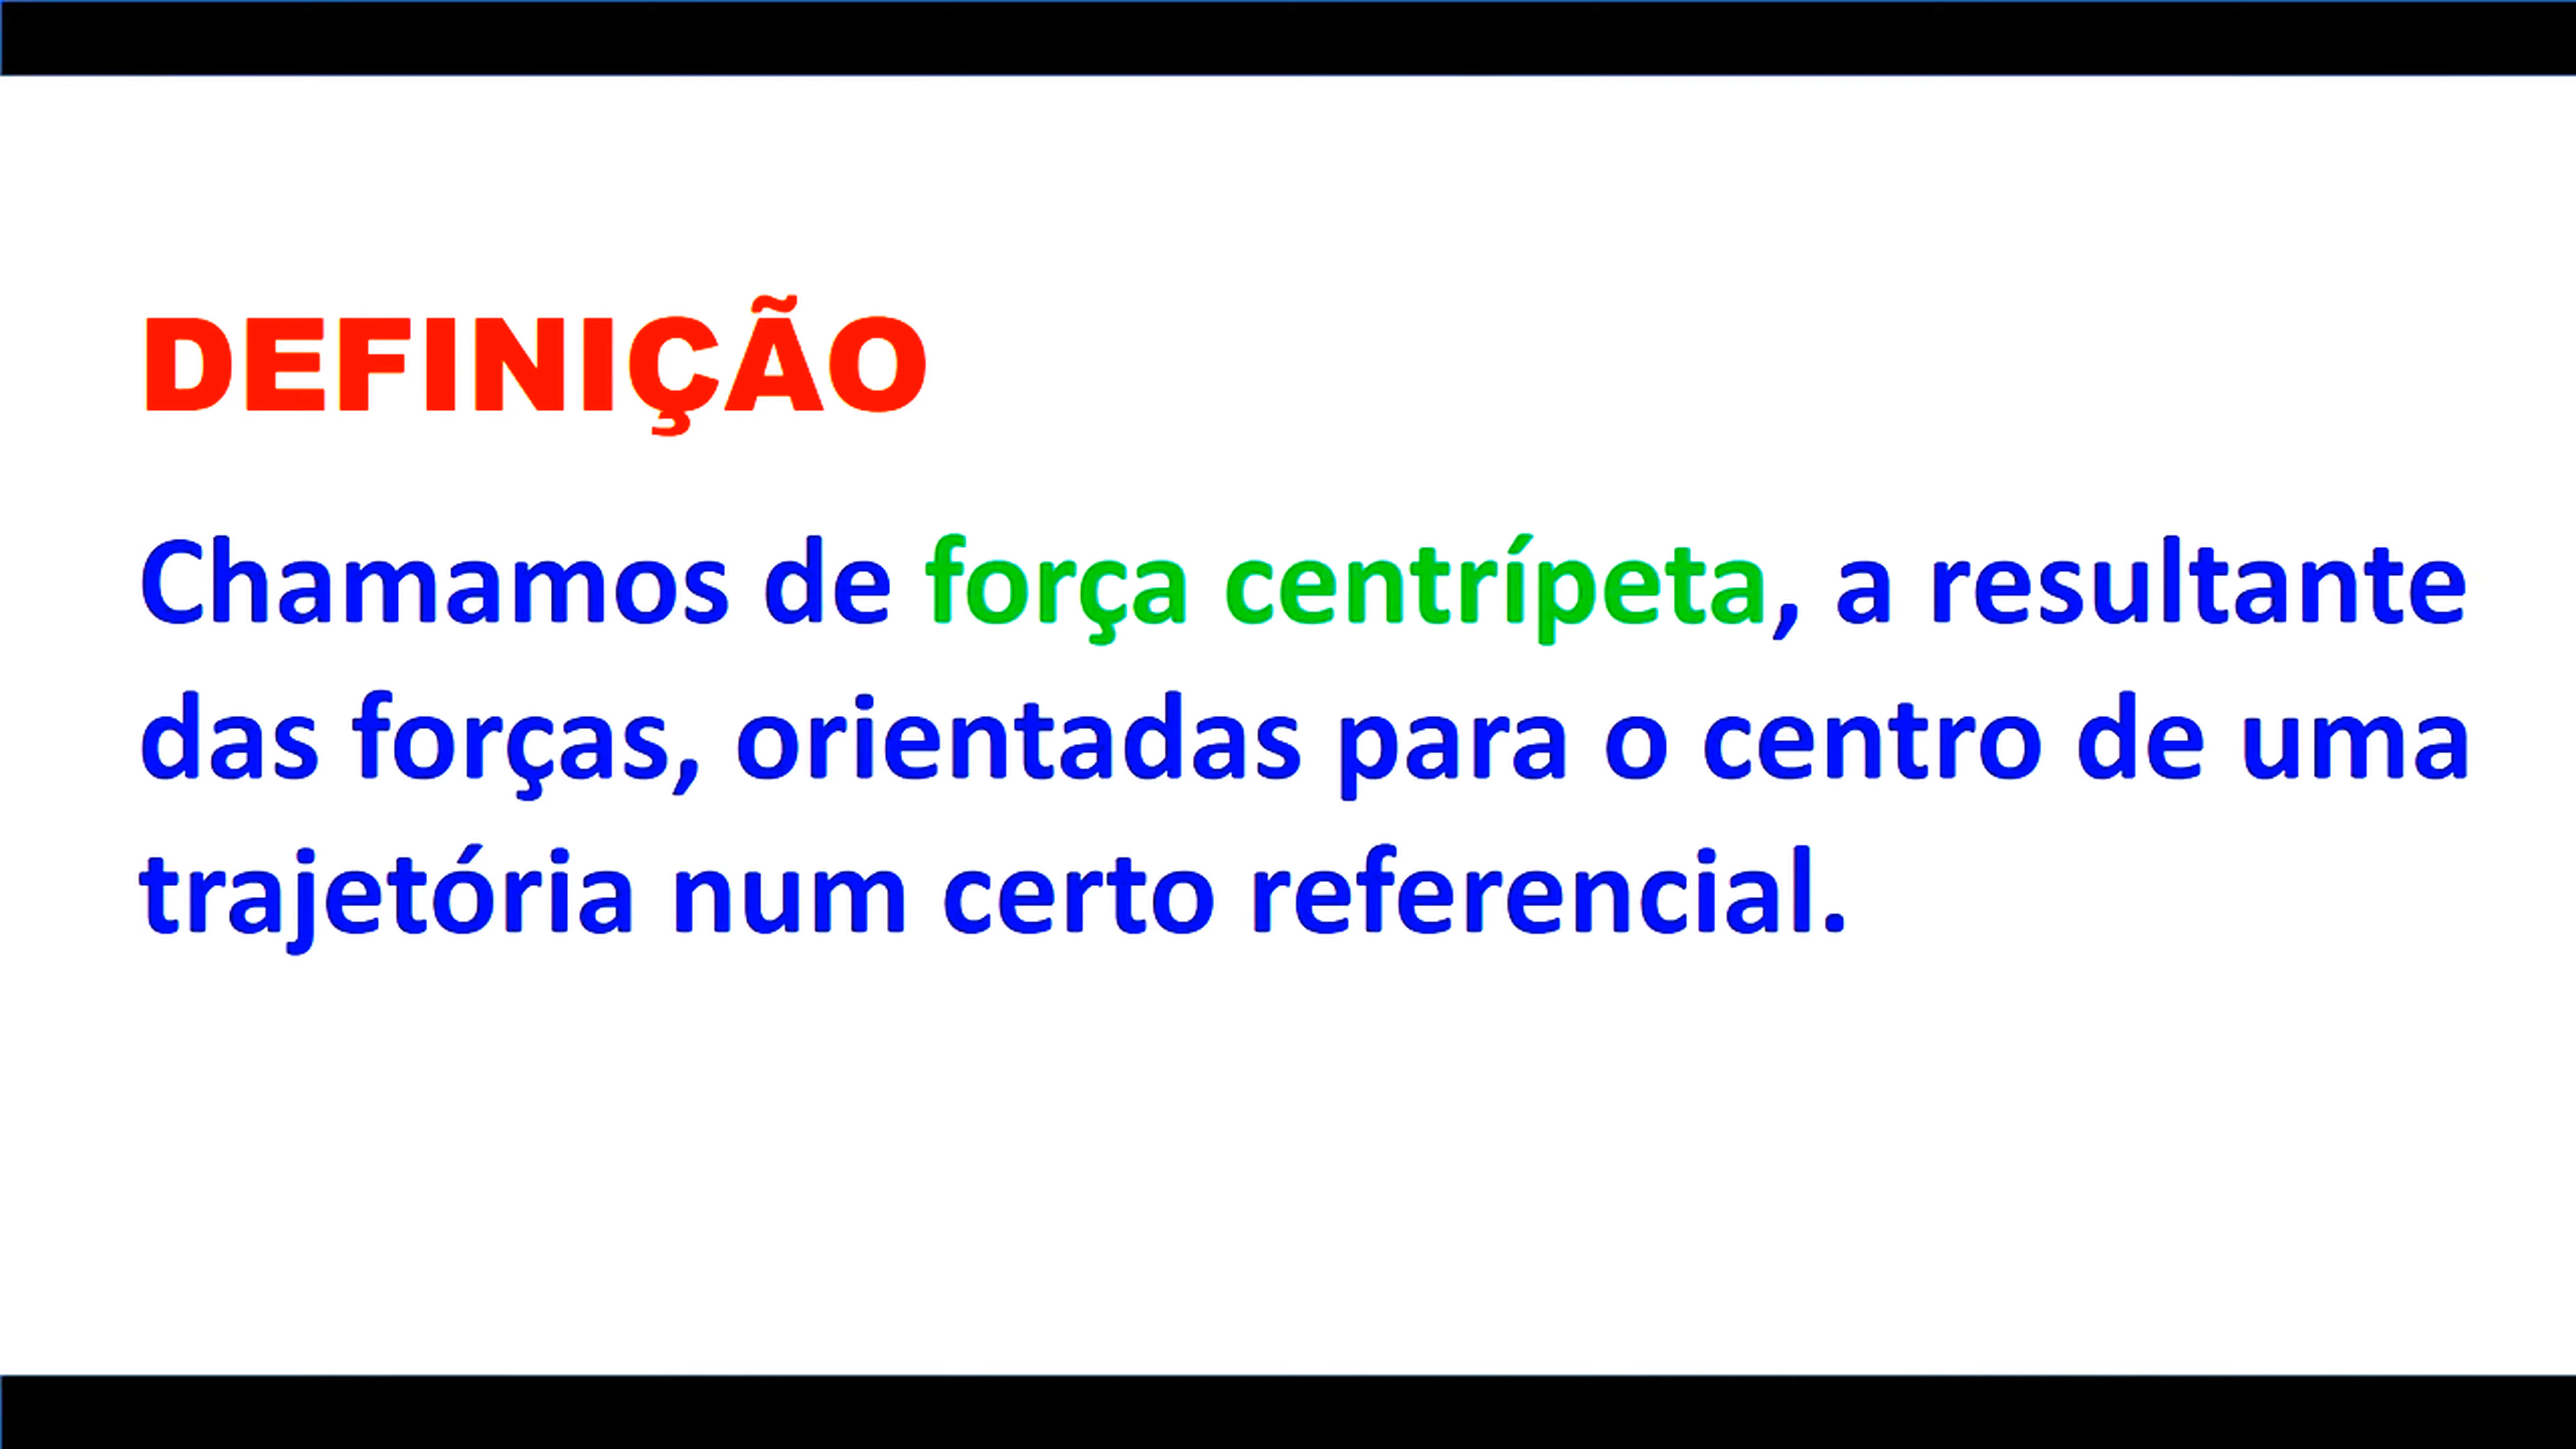 DEFINIÇÃO
Chamamos de força centrípeta, a resultante
das forças, orientadas para o centro de uma
trajetória num certo referencial.